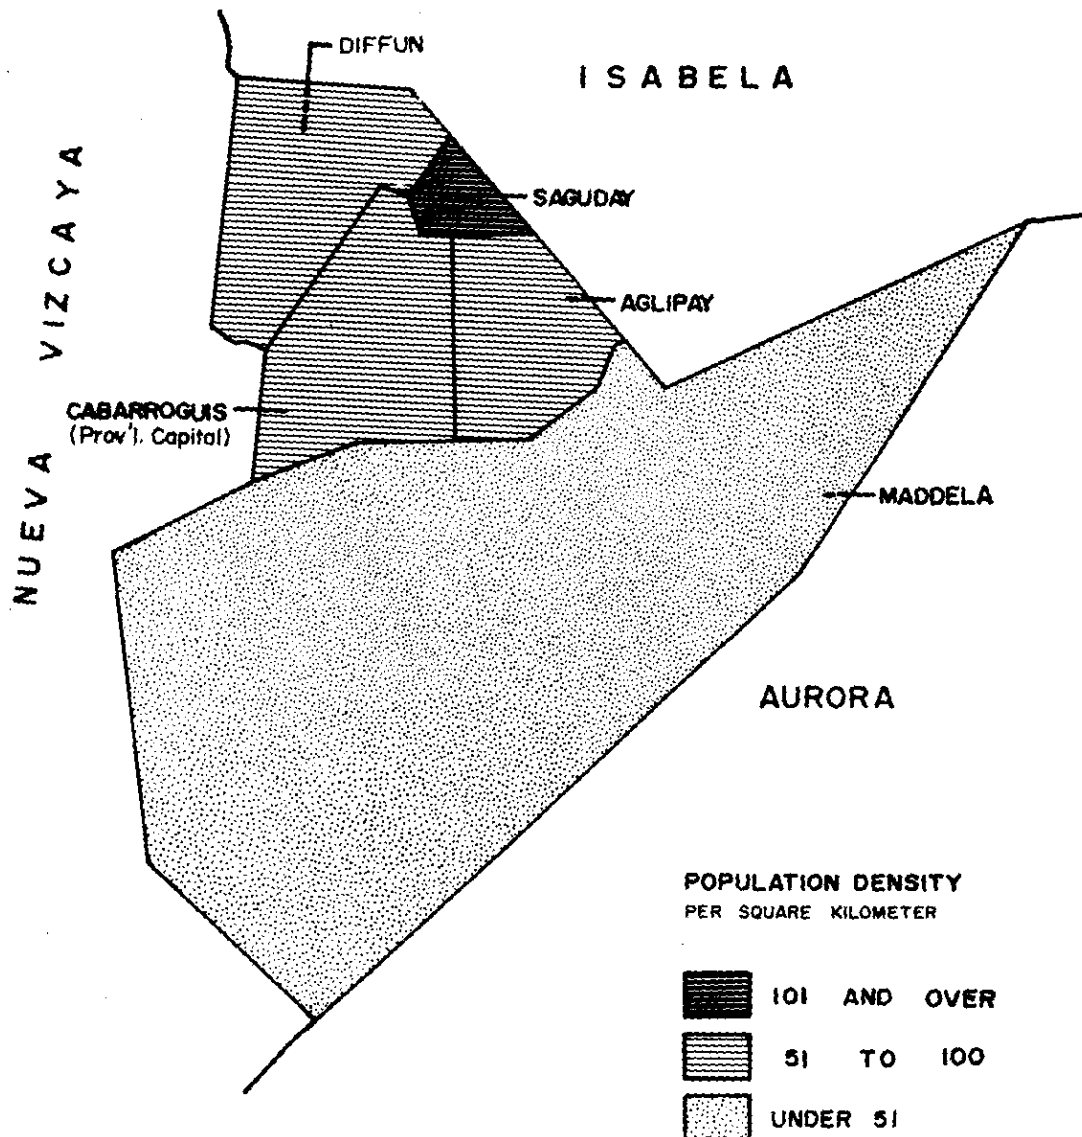 DIFFUN
ISABELA
NUEVA VIZCAYA
SAGUDAY
AGLIPAY
CABARROGUIS
(Prov'l. Capital)
MADDELA
AURORA
POPULATION DENSITY
PER SQUARE KILOMETER
101 AND OVER
51 TO 100
UNDER 51